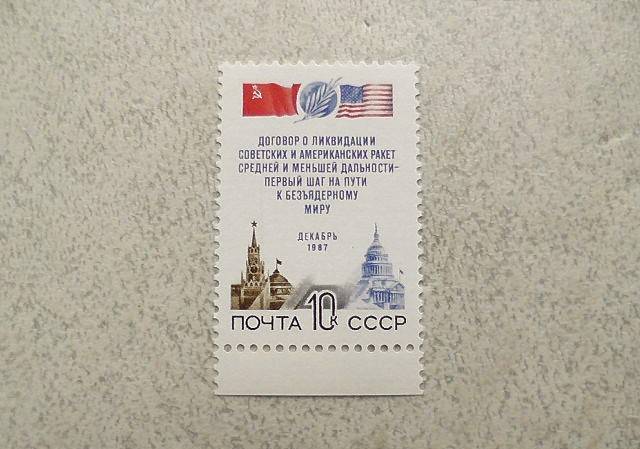 ДОГОВОР О ЛИКВИДАЦИИ
СОВЕТСКИХ И АМЕРИКАНСКИХ РАКЕТ
СРЕДНЕЙ И МЕНЬШЕЙ ДАЛЬНОСТИ–
ПЕРВЫЙ ШАГ НА ПУТИ
К БЕЗЪЯДЕРНОМУ
МИРУ
ДЕКАБРЬ
1987
ПОЧТА 10к СССР